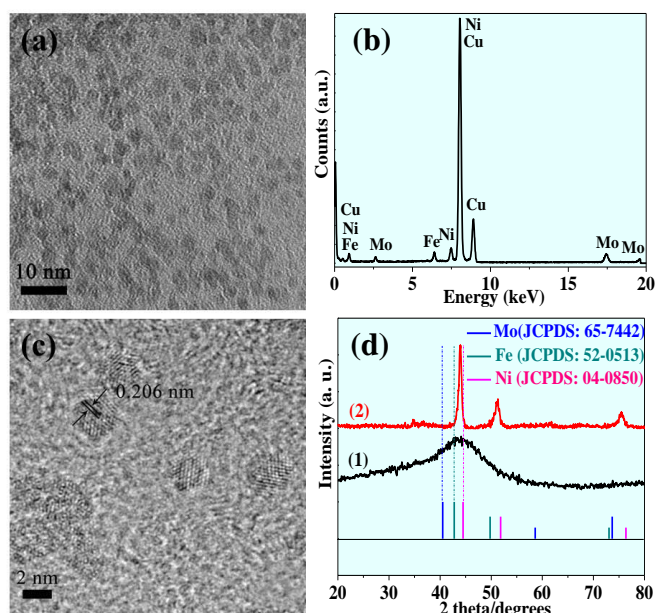 (a)
10 nm
(b)
Counts (a.u.)
Ni
Cu
Cu
Cu
Ni
Fe
Mo
Fe
Ni
Mo
Mo
0 5 10 15 20
Energy (keV)
(c)
0.206 nm
2 nm
(d)
Mo(JCPDS: 65-7442)
Fe (JCPDS: 52-0513)
Ni (JCPDS: 04-0850)
Intensity (a. u.)
(2)
(1)
20 30 40 50 60 70 80
2 theta/degrees